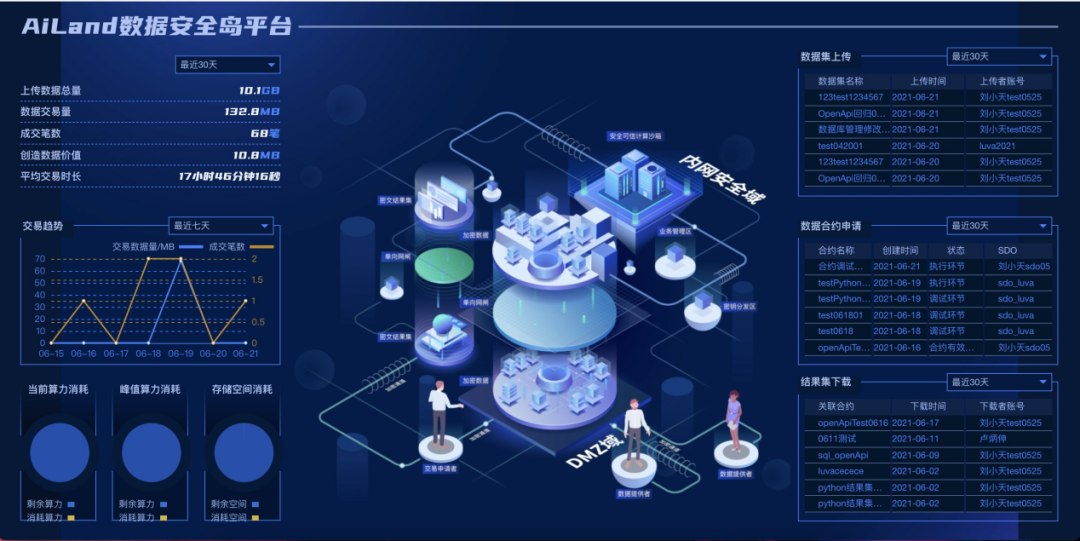 AiLand数据安全岛平台
最近30天
上传数据总量 10.1GB
数据交易量 132.8MB
成交笔数 68笔
创造数据价值 10.8MB
平均交易时长 17小时46分钟16秒
交易趋势 最近七天
交易数据量/MB 成交笔数
70 2
60
50 1.5
40
30 1
20
10 0.5
0 0
06-15 06-16 06-17 06-18 06-19 06-20 06-21
当前算力消耗 峰值算力消耗 存储空间消耗
剩余算力 剩余算力 剩余空间
消耗算力 消耗算力 消耗空间
安全可信计算沙箱
内网安全域
密文结果集
加密数据
业务管理区
单向网闸
单向网闸
密钥分发区
密文结果集
加密数据
DMZ域
交易申请者
数据提供者
数据提供者
数据集上传 最近30天
数据集名称 上传时间 上传者账号
123test1234567 2021-06-21 刘小天test0525
OpenApi回归0... 2021-06-21 刘小天test0525
数据库管理修改... 2021-06-21 刘小天test0525
test042001 2021-06-20 luva2021
123test1234567 2021-06-20 刘小天test0525
OpenApi回归0... 2021-06-20 刘小天test0525
数据合约申请 最近30天
合约名称 创建时间 状态 SDO
合约调试... 2021-06-21 执行环节 刘小天sdo05
testPython... 2021-06-19 执行环节 sdo_luva
testPython... 2021-06-19 调试环节 sdo_luva
test061801 2021-06-18 调试环节 sdo_luva
test0618 2021-06-18 调试环节 sdo_luva
openApiTe... 2021-06-16 合约有效... 刘小天sdo05
结果集下载 最近30天
关联合约 下载时间 下载者账号
openApiTest0616 2021-06-17 刘小天test0525
0611测试 2021-06-11 卢炳伸
sql_openApi 2021-06-09 刘小天test0525
luvacecece 2021-06-02 刘小天test0525
python结果集... 2021-06-02 刘小天test0525
python结果集... 2021-06-02 刘小天test0525